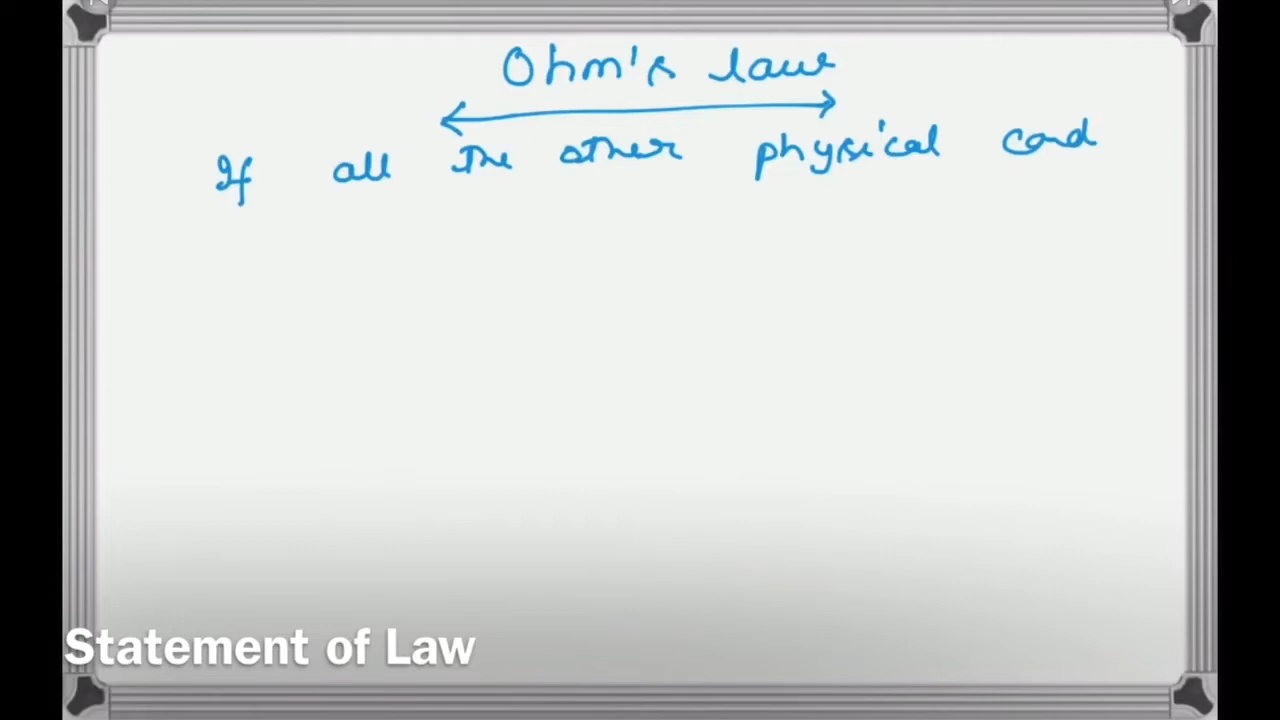 Ohm's law
If all the other physical cond
Statement of Law